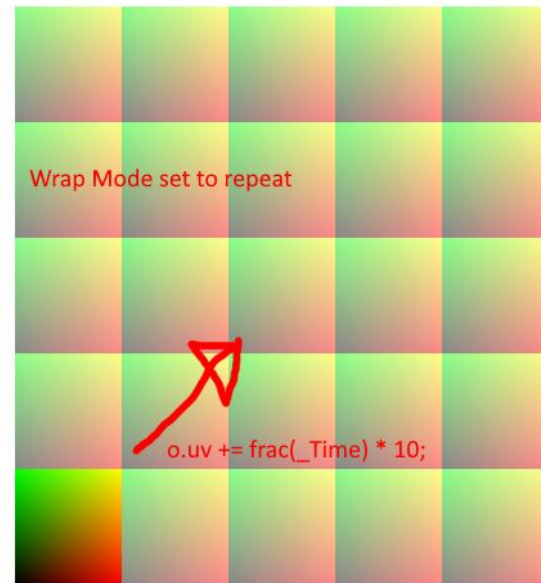 Wrap Mode set to repeat
o.uv += frac(_Time) * 10;